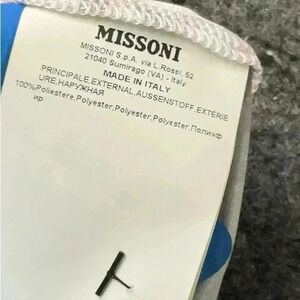 MISSONI
MISSONI S.p.A. via L.Rossi, 52
21040 Sumirago (VA) - Italy
MADE IN ITALY
PRINCIPALE,EXTERNAL,AUSSENSTOFF,EXTÉRIE
URE,НАРУЖНАЯ
100%Poliestere,Polyester,Polyester,Polyester,Полиэф
ир